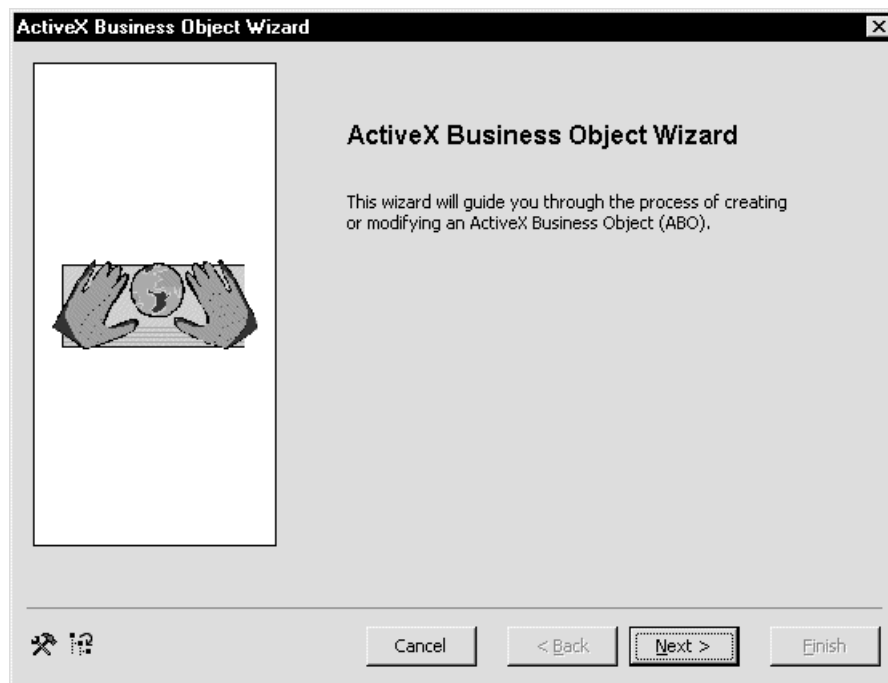 ActiveX Business Object Wizard
ActiveX Business Object Wizard
This wizard will guide you through the process of creating
or modifying an ActiveX Business Object (ABO).
Cancel
< Back
Next >
Finish